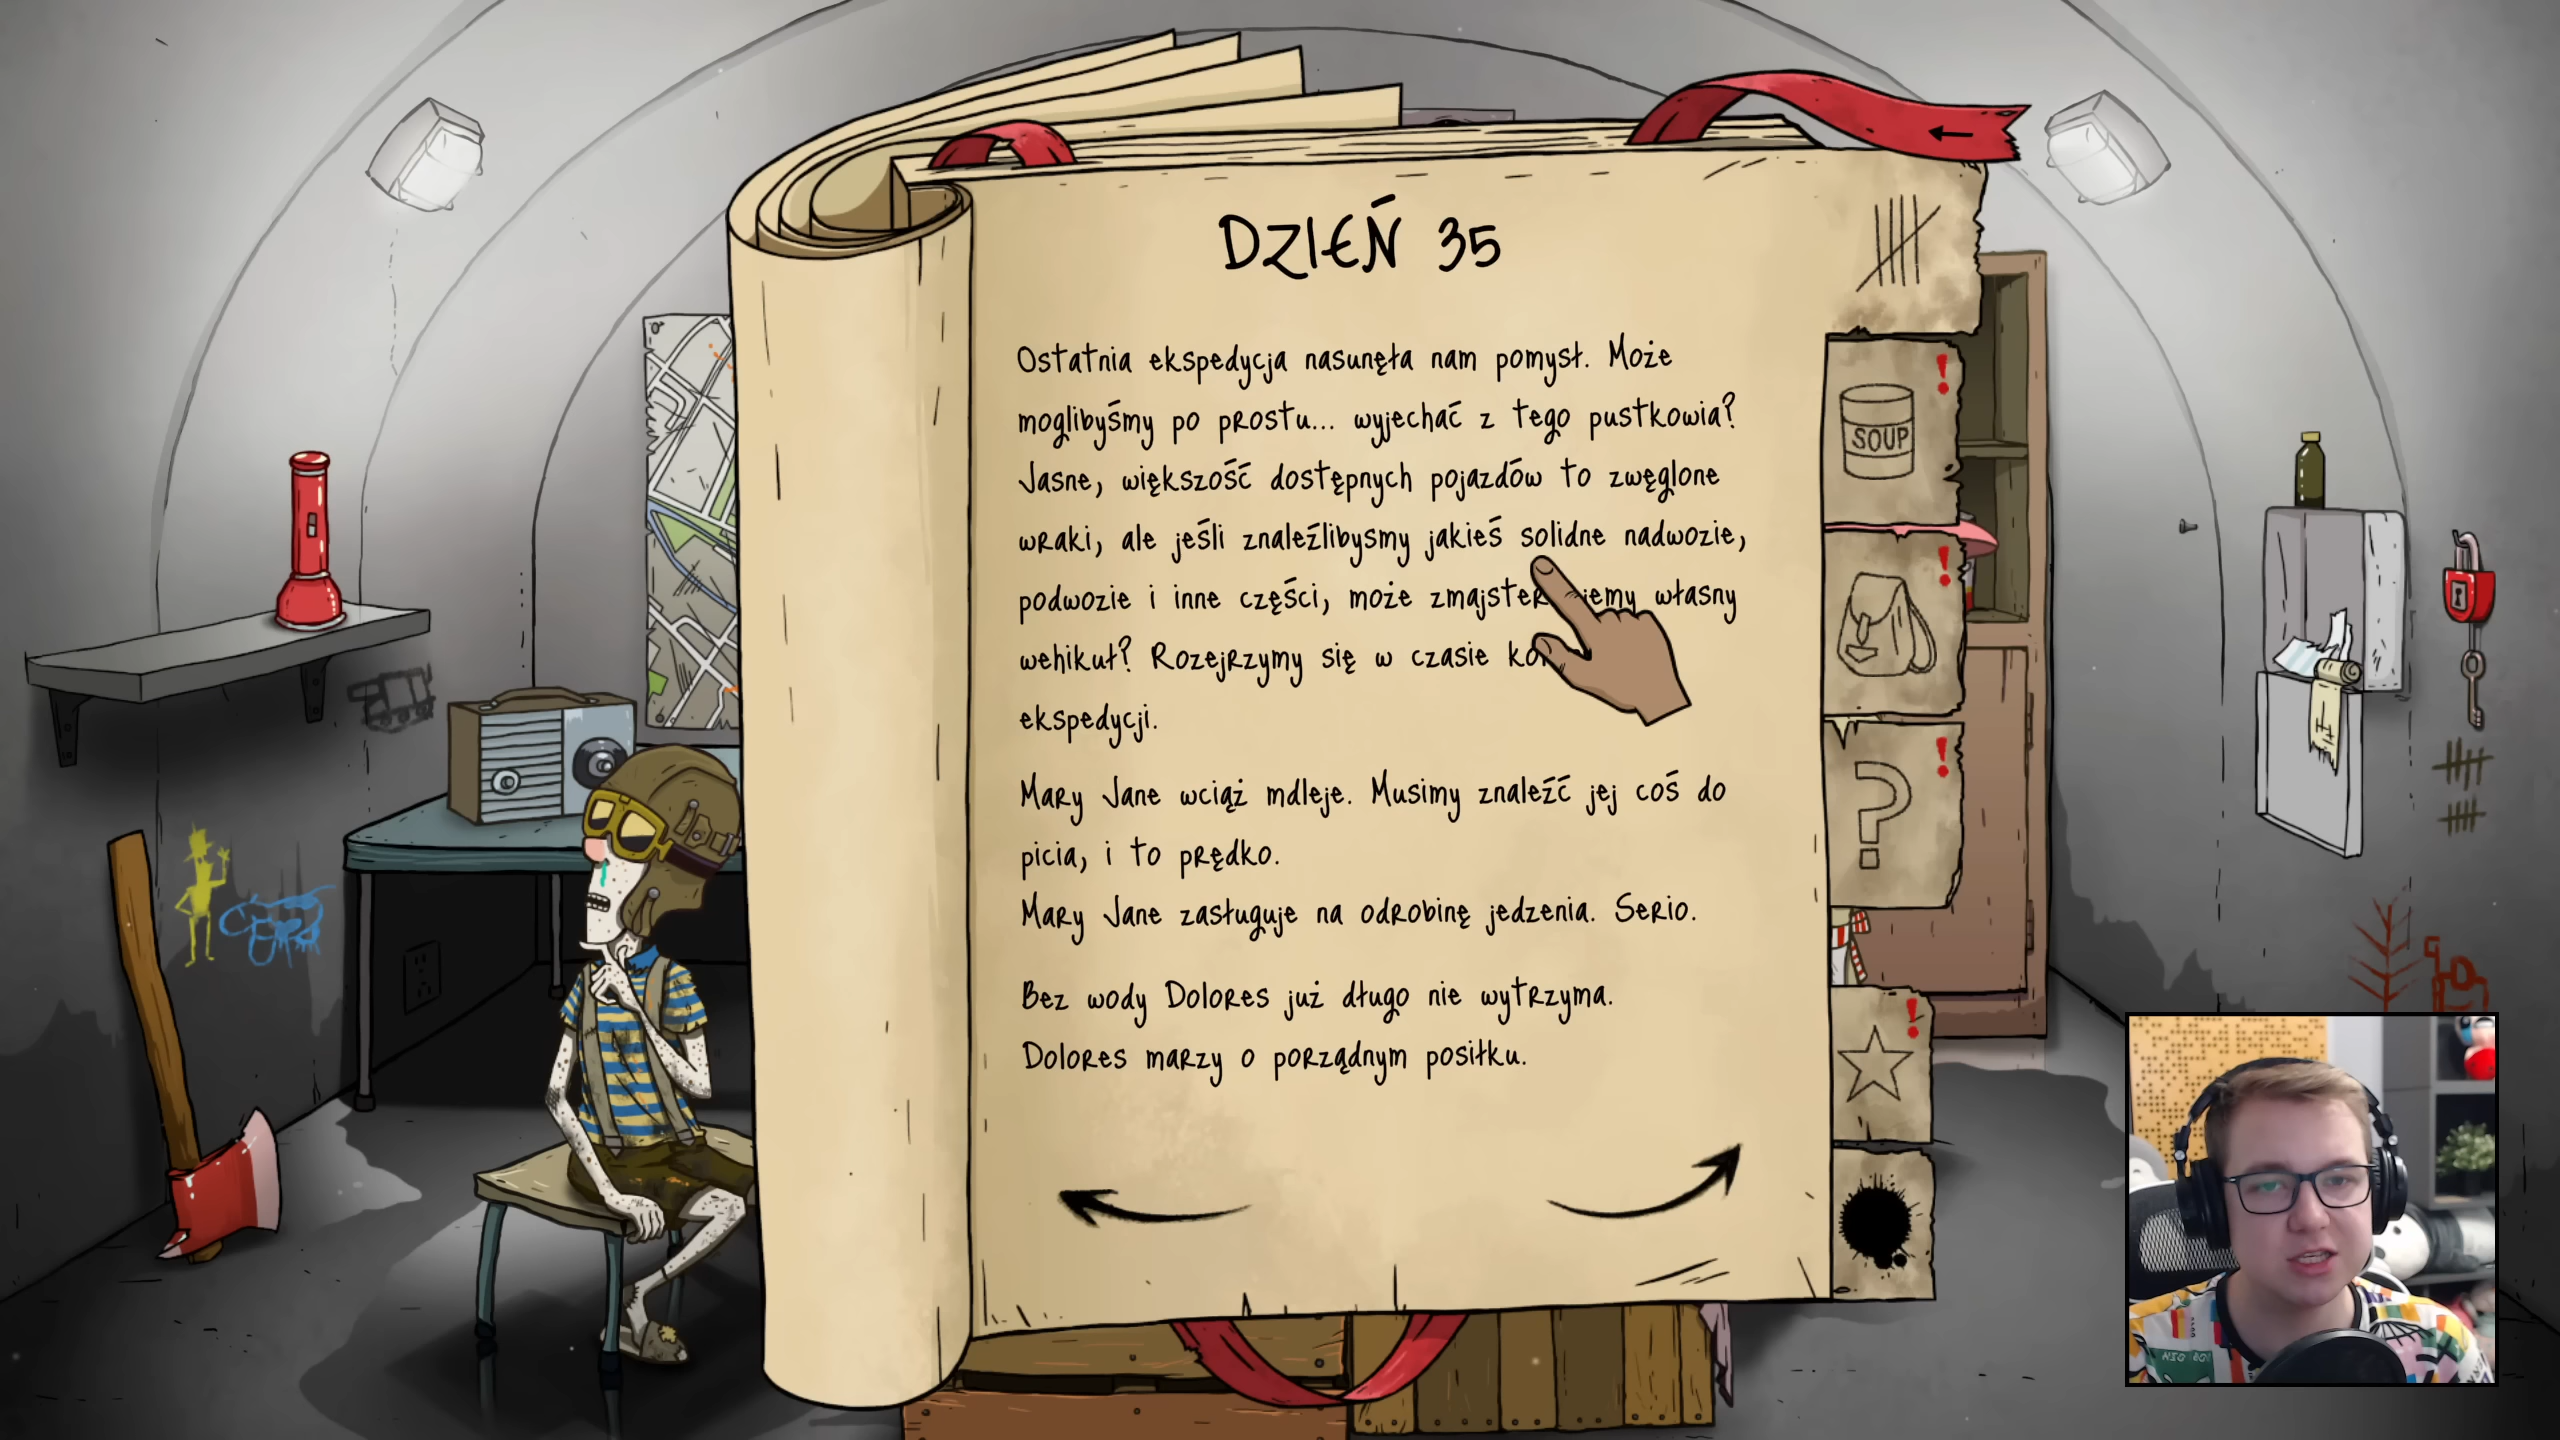 DZIEŃ 35
Ostatnia ekspedycja nasunęła nam pomysł. Może
moglibyśmy po prostu... wyjechać z tego pustkowia?
Jasne, większość dostępnych pojazdów to zwęglone
wraki, ale jeśli znaleźlibysmy jakieś solidne nadwozie,
podwozie i inne części, może własny
wehikuł? Rozejrzymy się w czasie
ekspedycji.
Mary Jane wciąż mdleje. Musimy znaleźć jej coś do
picia, i to prędko.
Mary Jane zasługuje na odrobinę jedzenia. Serio.
Bez wody Dolores już długo nie wytrzyma.
Dolores marzy o porządnym posiłku.
SOUP